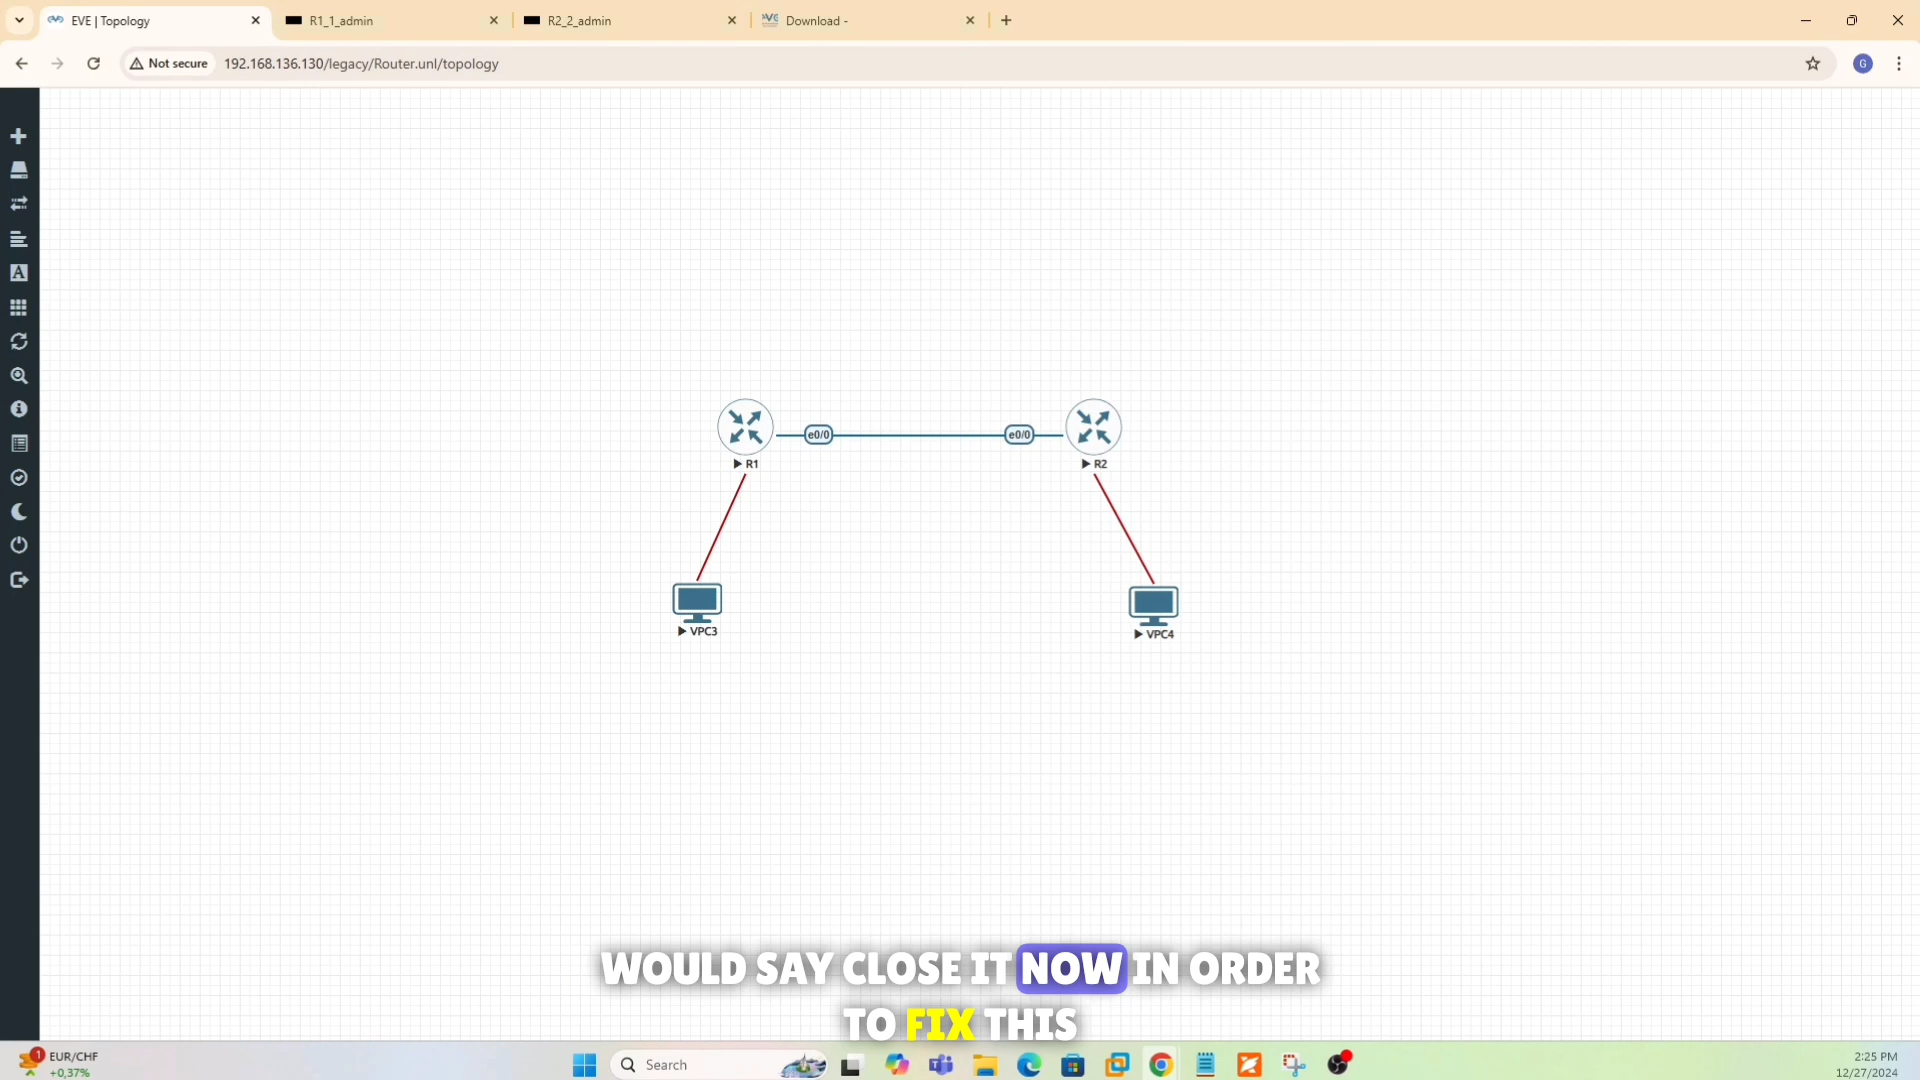 EVE | Topology
R1_1_admin
R2_2_admin
Download -
Not secure
192.168.136.130/legacy/Router.unl/topology
G
A
e0/0
e0/0
R1
R2
VPC3
VPC4
WOULD SAY CLOSE IT NOW IN ORDER
TO FIX THIS
1
EUR/CHF
+0,37%
Search
2:25 PM
12/27/2024